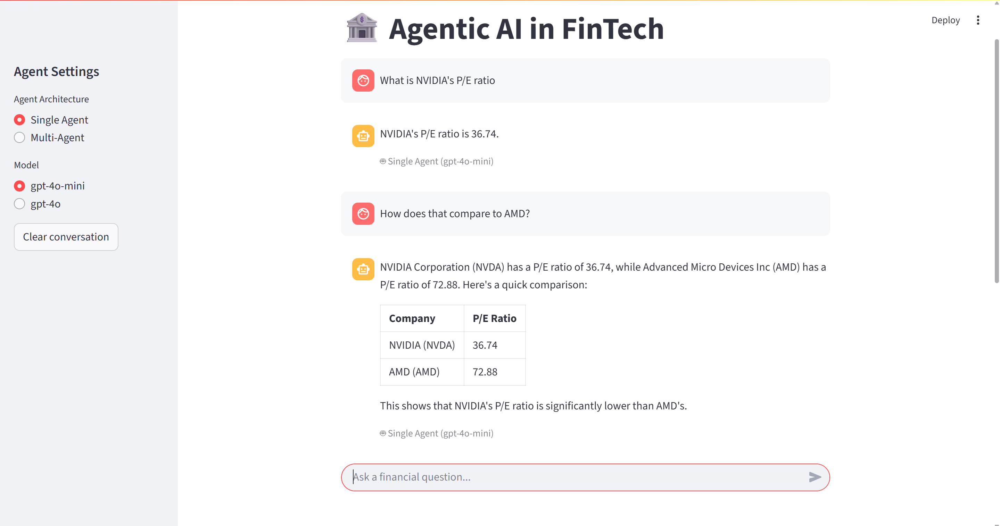 Deploy
Agentic AI in FinTech
Agent Settings
Agent Architecture
Single Agent
Multi-Agent
Model
gpt-4o-mini
gpt-4o
Clear conversation
What is NVIDIA's P/E ratio
NVIDIA's P/E ratio is 36.74.
Single Agent (gpt-4o-mini)
How does that compare to AMD?
NVIDIA Corporation (NVDA) has a P/E ratio of 36.74, while Advanced Micro Devices Inc (AMD) has a
P/E ratio of 72.88. Here's a quick comparison:
Company P/E Ratio
NVIDIA (NVDA) 36.74
AMD (AMD) 72.88
This shows that NVIDIA's P/E ratio is significantly lower than AMD's.
Single Agent (gpt-4o-mini)
Ask a financial question...